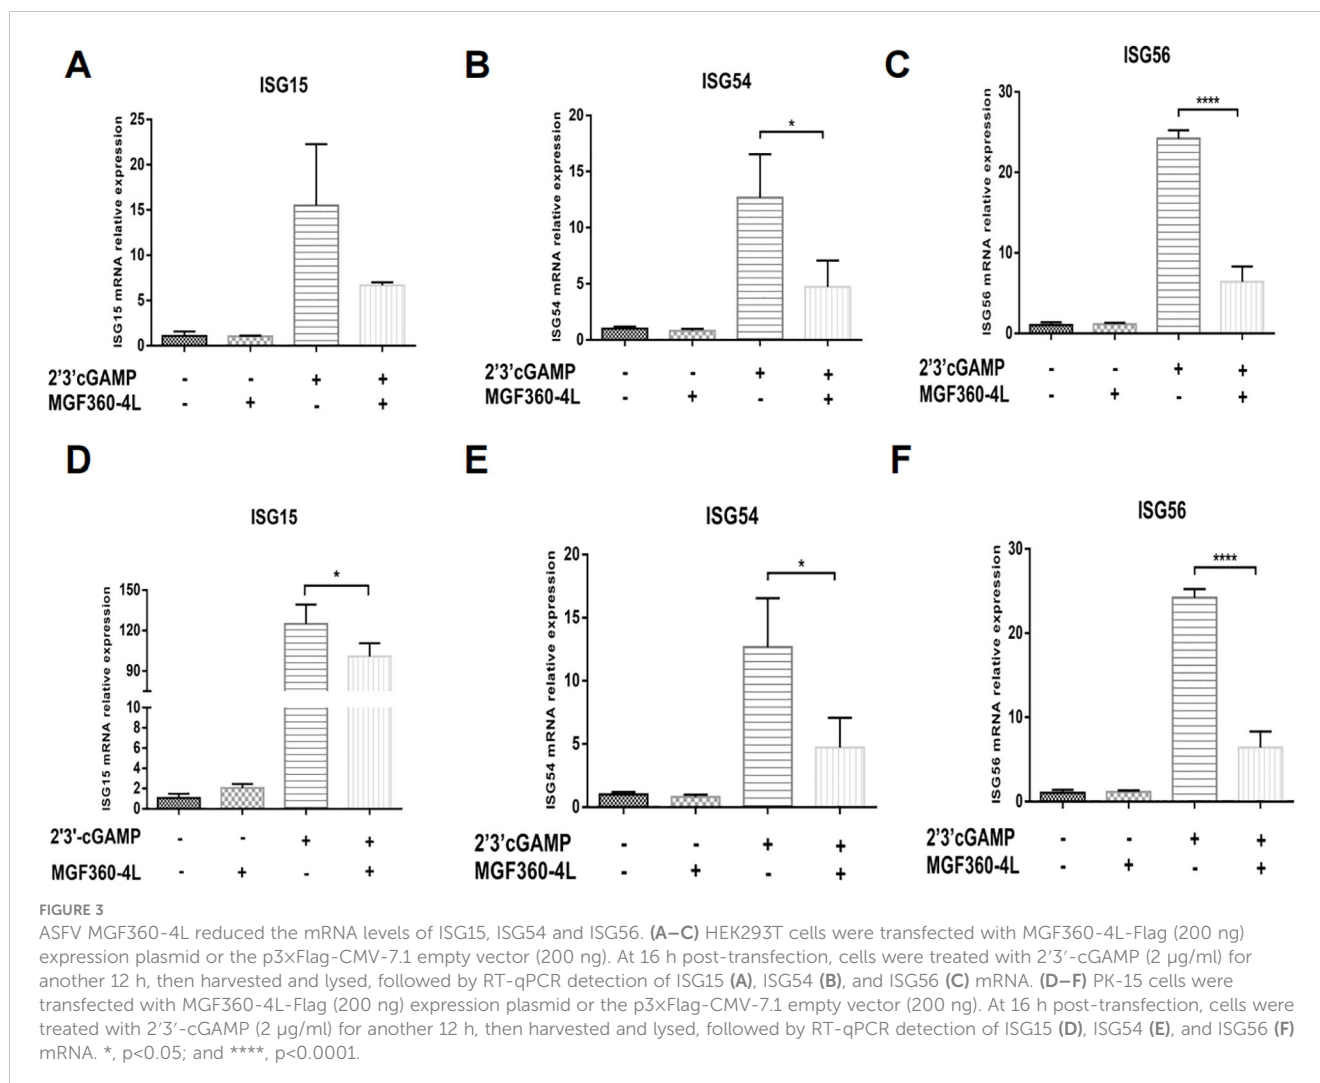 A
ISG15
ISG15 mRNA relative expression
25
20
15
10
5
0
2'3'cGAMP - - + +
MGF360-4L - + - +
B
ISG54
ISG54 mRNA relative expression
20
15
10
5
0
*
2'3'cGAMP - - + +
MGF360-4L - + - +
C
ISG56
ISG56 mRNA relative expression
30
20
10
0
****
2'3'cGAMP - - + +
MGF360-4L - + - +
D
ISG15
ISG15 mRNA relative expression
150
120
90
10
8
6
4
2
0
*
2'3'-cGAMP - - + +
MGF360-4L - + - +
E
ISG54
ISG54 mRNA relative expression
20
15
10
5
0
*
2'3'cGAMP - - + +
MGF360-4L - + - +
F
ISG56
ISG56 mRNA relative expression
30
20
10
0
****
2'3'cGAMP - - + +
MGF360-4L - + - +
FIGURE 3
ASFV MGF360-4L reduced the mRNA levels of ISG15, ISG54 and ISG56. (A–C) HEK293T cells were transfected with MGF360-4L-Flag (200 ng)
expression plasmid or the p3×Flag-CMV-7.1 empty vector (200 ng). At 16 h post-transfection, cells were treated with 2′3′-cGAMP (2 μg/ml) for
another 12 h, then harvested and lysed, followed by RT-qPCR detection of ISG15 (A), ISG54 (B), and ISG56 (C) mRNA. (D–F) PK-15 cells were
transfected with MGF360-4L-Flag (200 ng) expression plasmid or the p3×Flag-CMV-7.1 empty vector (200 ng). At 16 h post-transfection, cells were
treated with 2′3′-cGAMP (2 μg/ml) for another 12 h, then harvested and lysed, followed by RT-qPCR detection of ISG15 (D), ISG54 (E), and ISG56 (F)
mRNA. *, p<0.05; and ****, p<0.0001.